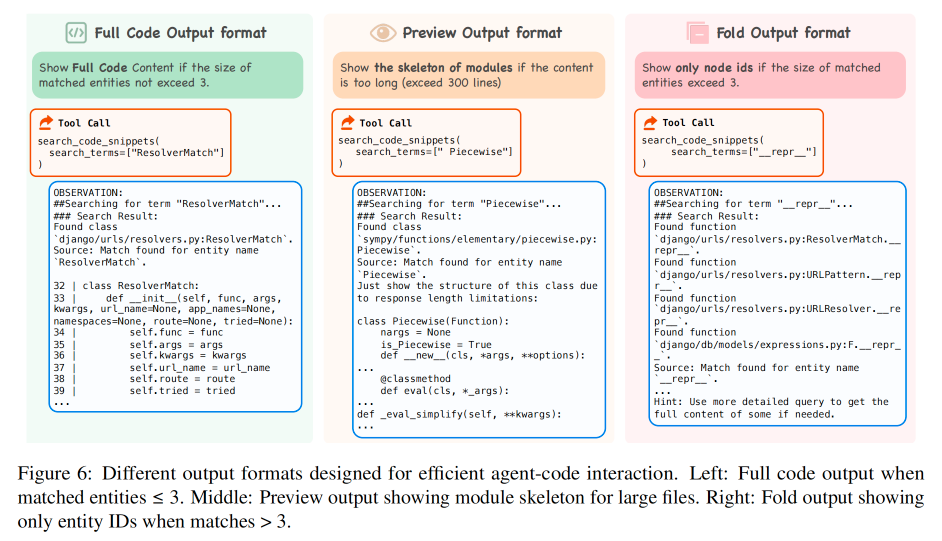 Full Code Output format
Show Full Code Content if the size of
matched entities not exceed 3.
Tool Call
search_code_snippets(
  search_terms=["ResolverMatch"]
)
OBSERVATION:
##Searching for term "ResolverMatch"...
### Search Result:
Found class
`django/urls/resolvers.py:ResolverMatch`.
Source: Match found for entity name
`ResolverMatch`.
32 | class ResolverMatch:
33 |     def __init__(self, func, args,
kwargs, url_name=None, app_names=None,
namespaces=None, route=None, tried=None):
34 |         self.func = func
35 |         self.args = args
36 |         self.kwargs = kwargs
37 |         self.url_name = url_name
38 |         self.route = route
39 |         self.tried = tried
...
Preview Output format
Show the skeleton of modules if the content
is too long (exceed 300 lines)
Tool Call
search_code_snippets(
  search_terms=[" Piecewise"]
)
OBSERVATION:
##Searching for term "Piecewise"...
### Search Result:
Found class
`sympy/functions/elementary/piecewise.py:
Piecewise`.
Source: Match found for entity name
`Piecewise`.
Just show the structure of this class due
to response length limitations:
class Piecewise(Function):
    nargs = None
    is_Piecewise = True
    def __new__(cls, *args, **options):
...
    @classmethod
    def eval(cls, *_args):
...
def _eval_simplify(self, **kwargs):
...
Fold Output format
Show only node ids if the size of matched
entities exceed 3.
Tool Call
search_code_snippets(
    search_terms=["__repr__"]
)
OBSERVATION:
##Searching for term "__repr__"...
### Search Result:
Found function
`django/urls/resolvers.py:ResolverMatch.__
repr__`.
Found function
`django/urls/resolvers.py:URLPattern.__rep
r__`.
Found function
`django/urls/resolvers.py:URLResolver.__re
pr__`.
Found function
`django/db/models/expressions.py:F.__repr_
_`.
Source: Match found for entity name
`__repr__`.
...
Hint: Use more detailed query to get the
full content of some if needed.
Figure 6: Different output formats designed for efficient agent-code interaction. Left: Full code output when
matched entities ≤ 3. Middle: Preview output showing module skeleton for large files. Right: Fold output showing
only entity IDs when matches > 3.